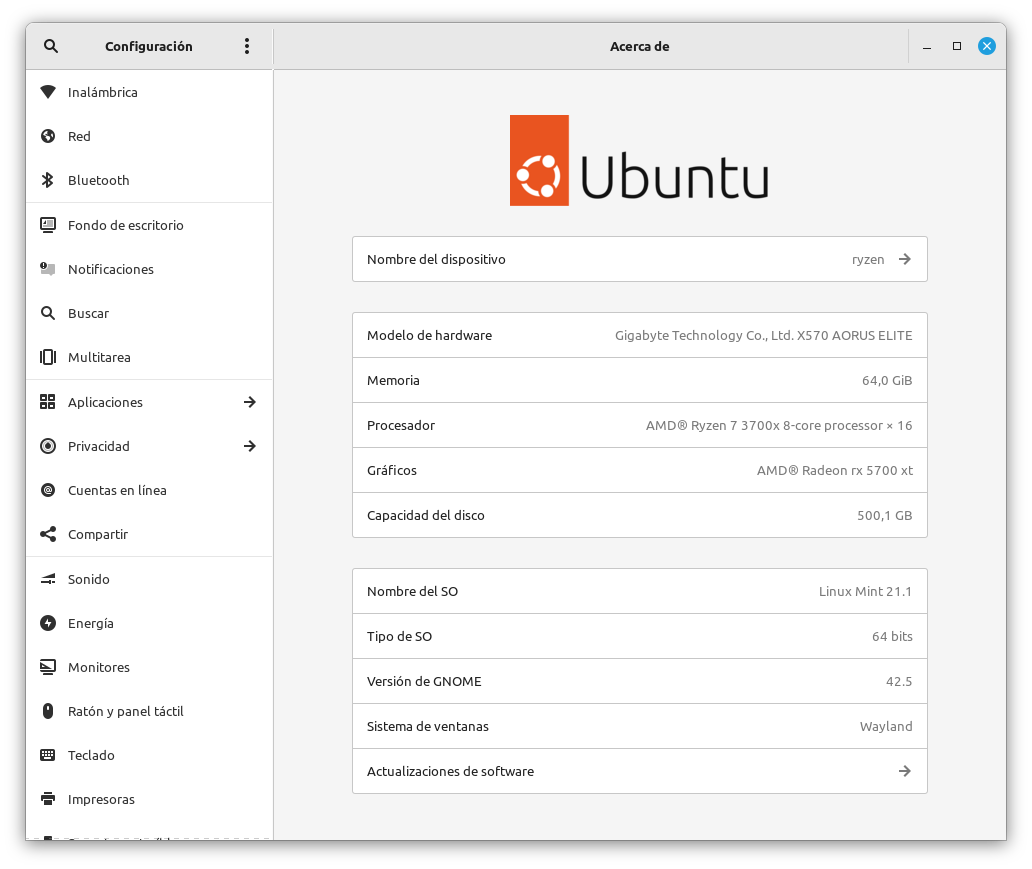 Configuración
Acerca de
Inalámbrica
Red
Bluetooth
Fondo de escritorio
Notificaciones
Buscar
Multitarea
Aplicaciones
Privacidad
Cuentas en línea
Compartir
Sonido
Energía
Monitores
Ratón y panel táctil
Teclado
Impresoras
Ubuntu
Nombre del dispositivo ryzen
Modelo de hardware Gigabyte Technology Co., Ltd. X570 AORUS ELITE
Memoria 64,0 GiB
Procesador AMD® Ryzen 7 3700x 8-core processor × 16
Gráficos AMD® Radeon rx 5700 xt
Capacidad del disco 500,1 GB
Nombre del SO Linux Mint 21.1
Tipo de SO 64 bits
Versión de GNOME 42.5
Sistema de ventanas Wayland
Actualizaciones de software